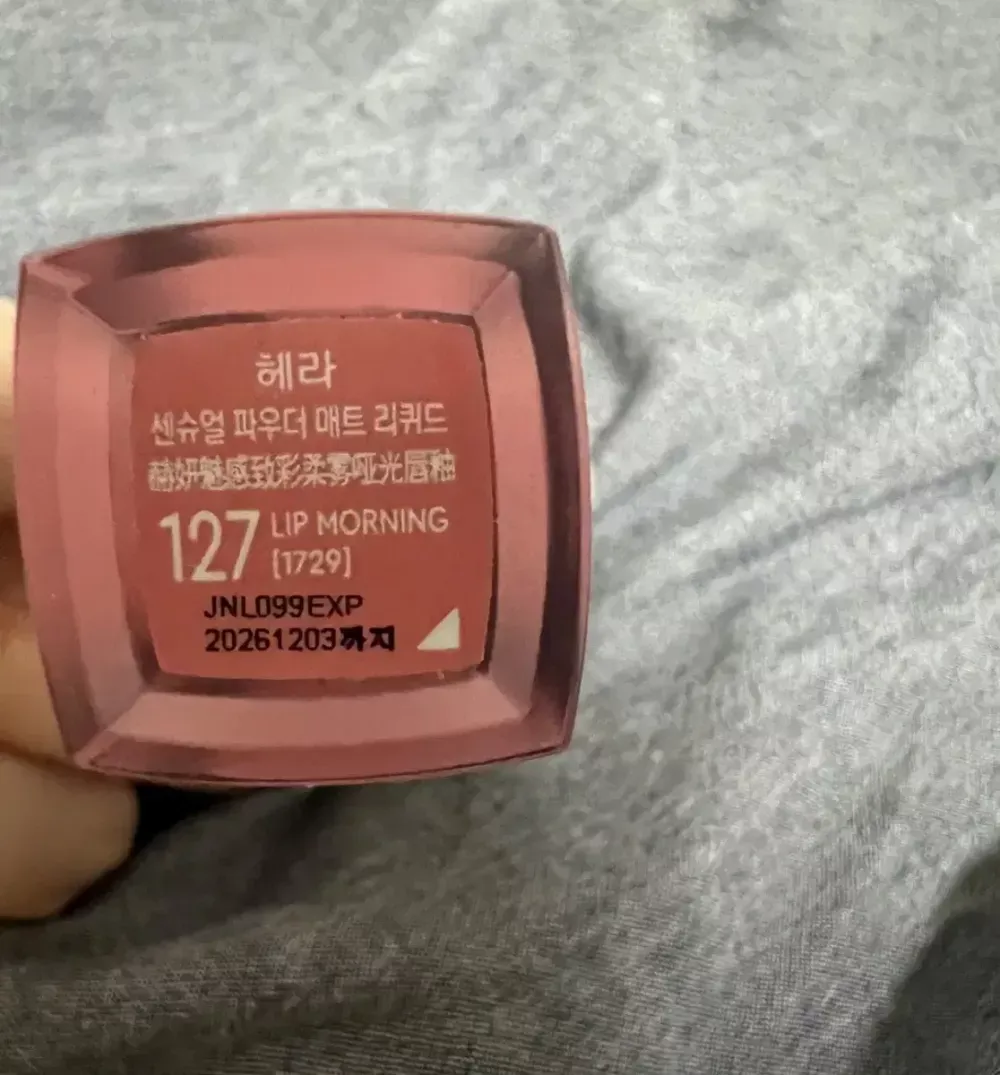 헤라
센슈얼 파우더 매트 리퀴드
赫妍魅感致彩柔雾哑光唇釉
127 LIP MORNING
[1729]
JNL099EXP
20261203까지